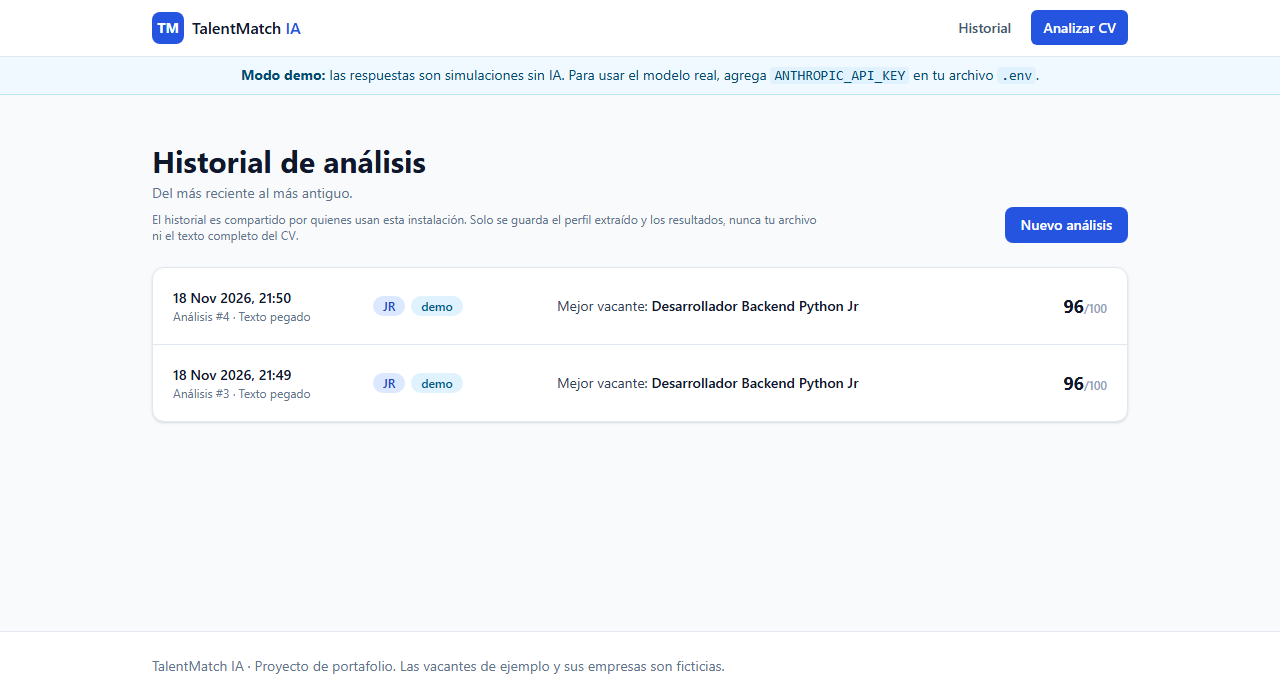 TM TalentMatch IA
Historial
Analizar CV
Modo demo: las respuestas son simulaciones sin IA. Para usar el modelo real, agrega ANTHROPIC_API_KEY en tu archivo .env.
Historial de análisis
Del más reciente al más antiguo.
El historial es compartido por quienes usan esta instalación. Solo se guarda el perfil extraído y los resultados, nunca tu archivo
ni el texto completo del CV.
Nuevo análisis
18 Nov 2026, 21:50
Análisis #4 · Texto pegado
JR
demo
Mejor vacante: Desarrollador Backend Python Jr
96/100
18 Nov 2026, 21:49
Análisis #3 · Texto pegado
JR
demo
Mejor vacante: Desarrollador Backend Python Jr
96/100
TalentMatch IA · Proyecto de portafolio. Las vacantes de ejemplo y sus empresas son ficticias.